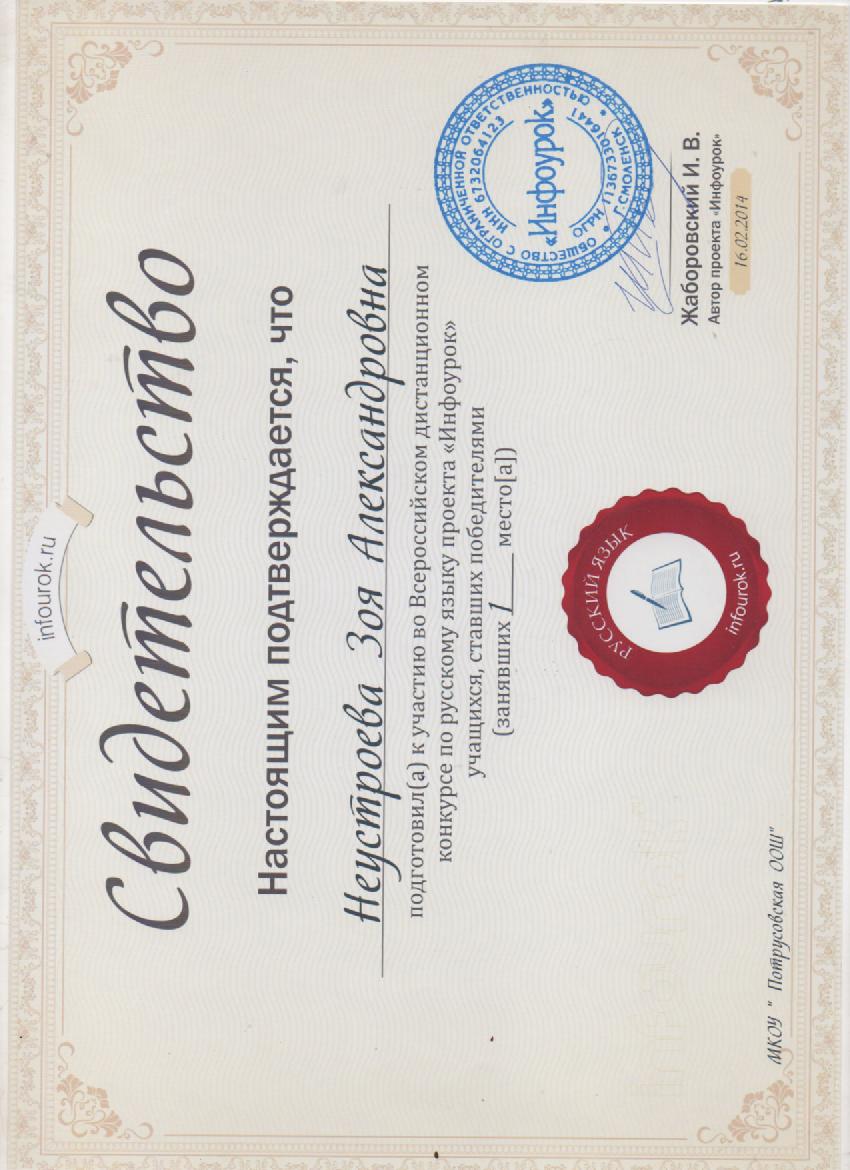 infourok.ru
Свидетельство
Настоящим подтверждается, что
Неустроева Зоя Александровна
подготовил(а) к участию во Всероссийском дистанционном
конкурсе по русскому языку проекта «Инфоурок»
учащихся, ставших победителями
(занявших 1 место[а])
РУССКИЙ ЯЗЫК
infourok.ru
ОБЩЕСТВО С ОГРАНИЧЕННОЙ ОТВЕТСТВЕННОСТЬЮ
Г.СМОЛЕНСК
ИНН 6732064123
ОГРН 1136733016441
«Инфоурок»
Жаборовский И. В.
Автор проекта «Инфоурок»
16.02.2014
МКОУ " Потрусовская ООШ"